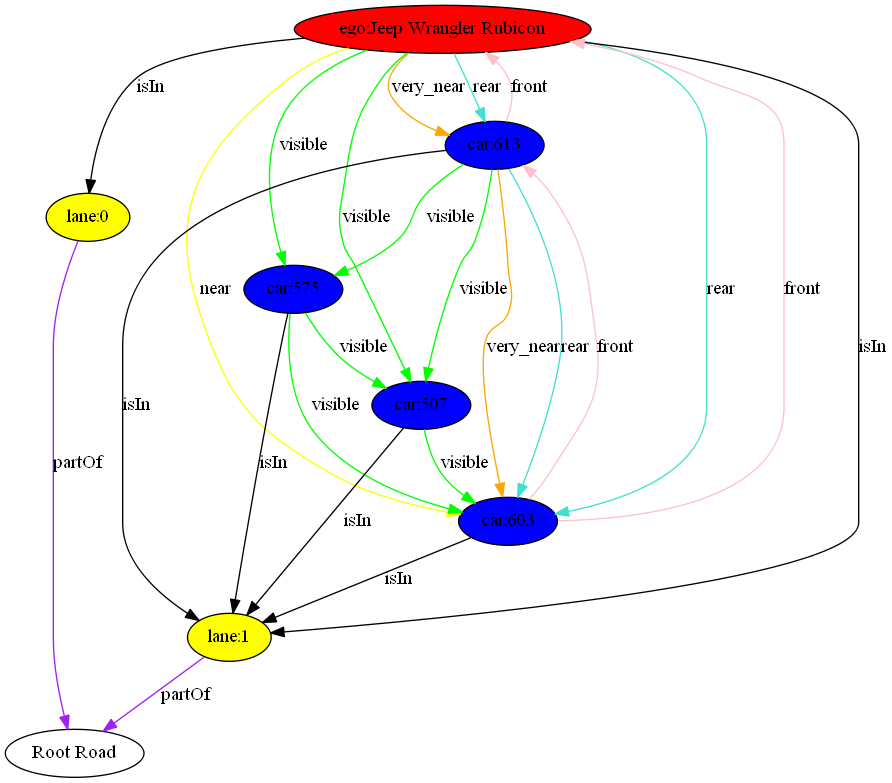 ego:Jeep Wrangler Rubicon
isIn
very_near
rear
front
visible
car:613
lane:0
visible
visible
near
car:575
visible
rear
front
visible
very_near
rear
front
isIn
isIn
visible
car:507
partOf
isIn
visible
isIn
car:603
isIn
lane:1
partOf
Root Road